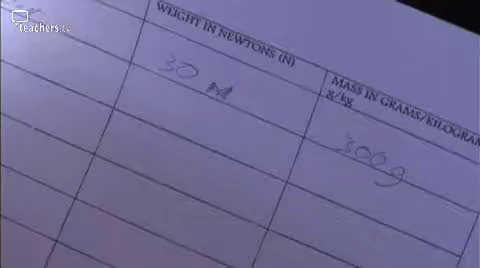 teachers.tv
WEIGHT IN NEWTONS (N)
MASS IN GRAMS/KILOGRAM
g/kg
30 N
300g